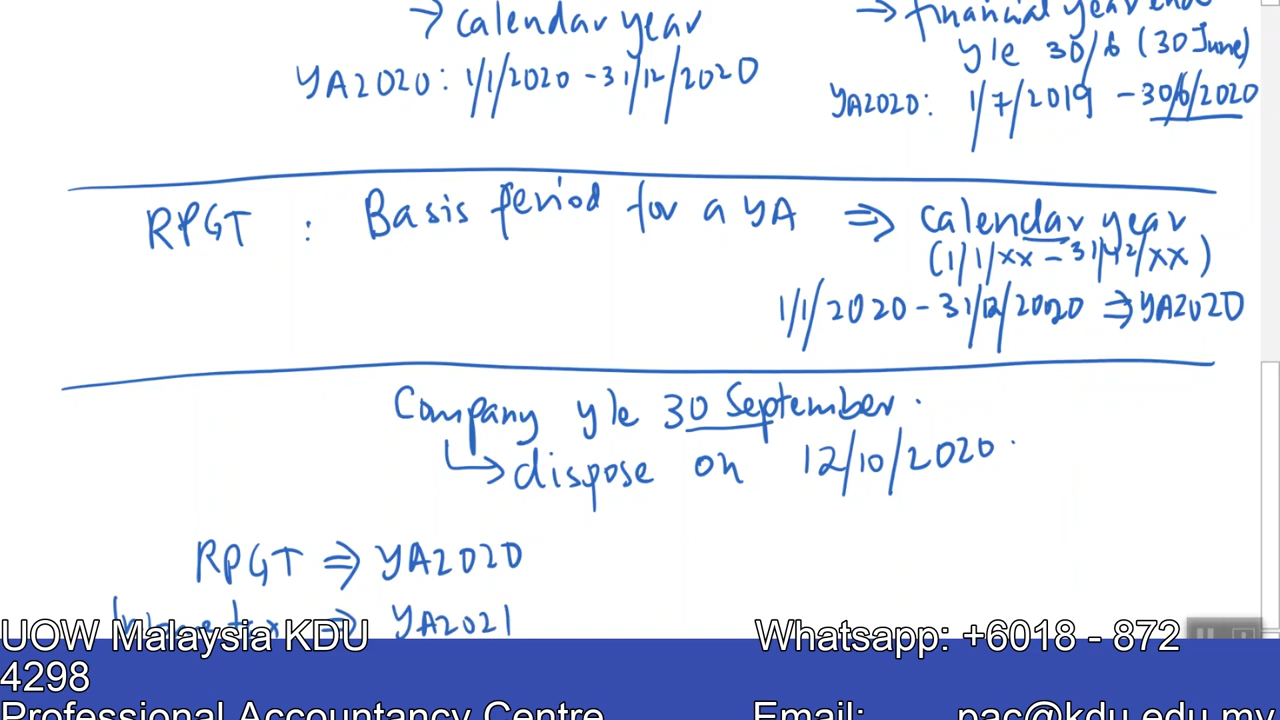 → calendar year
→ financial year
y/e 30/6 (30 June)
YA2020: 1/1/2020 - 31/12/2020
YA2020: 1/7/2019 - 30/6/2020
RPGT : Basis period for a YA ⇒ calendar year
(1/1/XX - 31/12/XX)
1/1/2020 - 31/12/2020 ⇒ YA2020
Company y/e 30 September.
↳ dispose on 12/10/2020.
RPGT ⇒ YA2020
Income tax ⇒ YA2021
UOW Malaysia KDU Whatsapp: +6018 - 872
4298
Professional Accountancy Centre Email: pac@kdu.edu.my